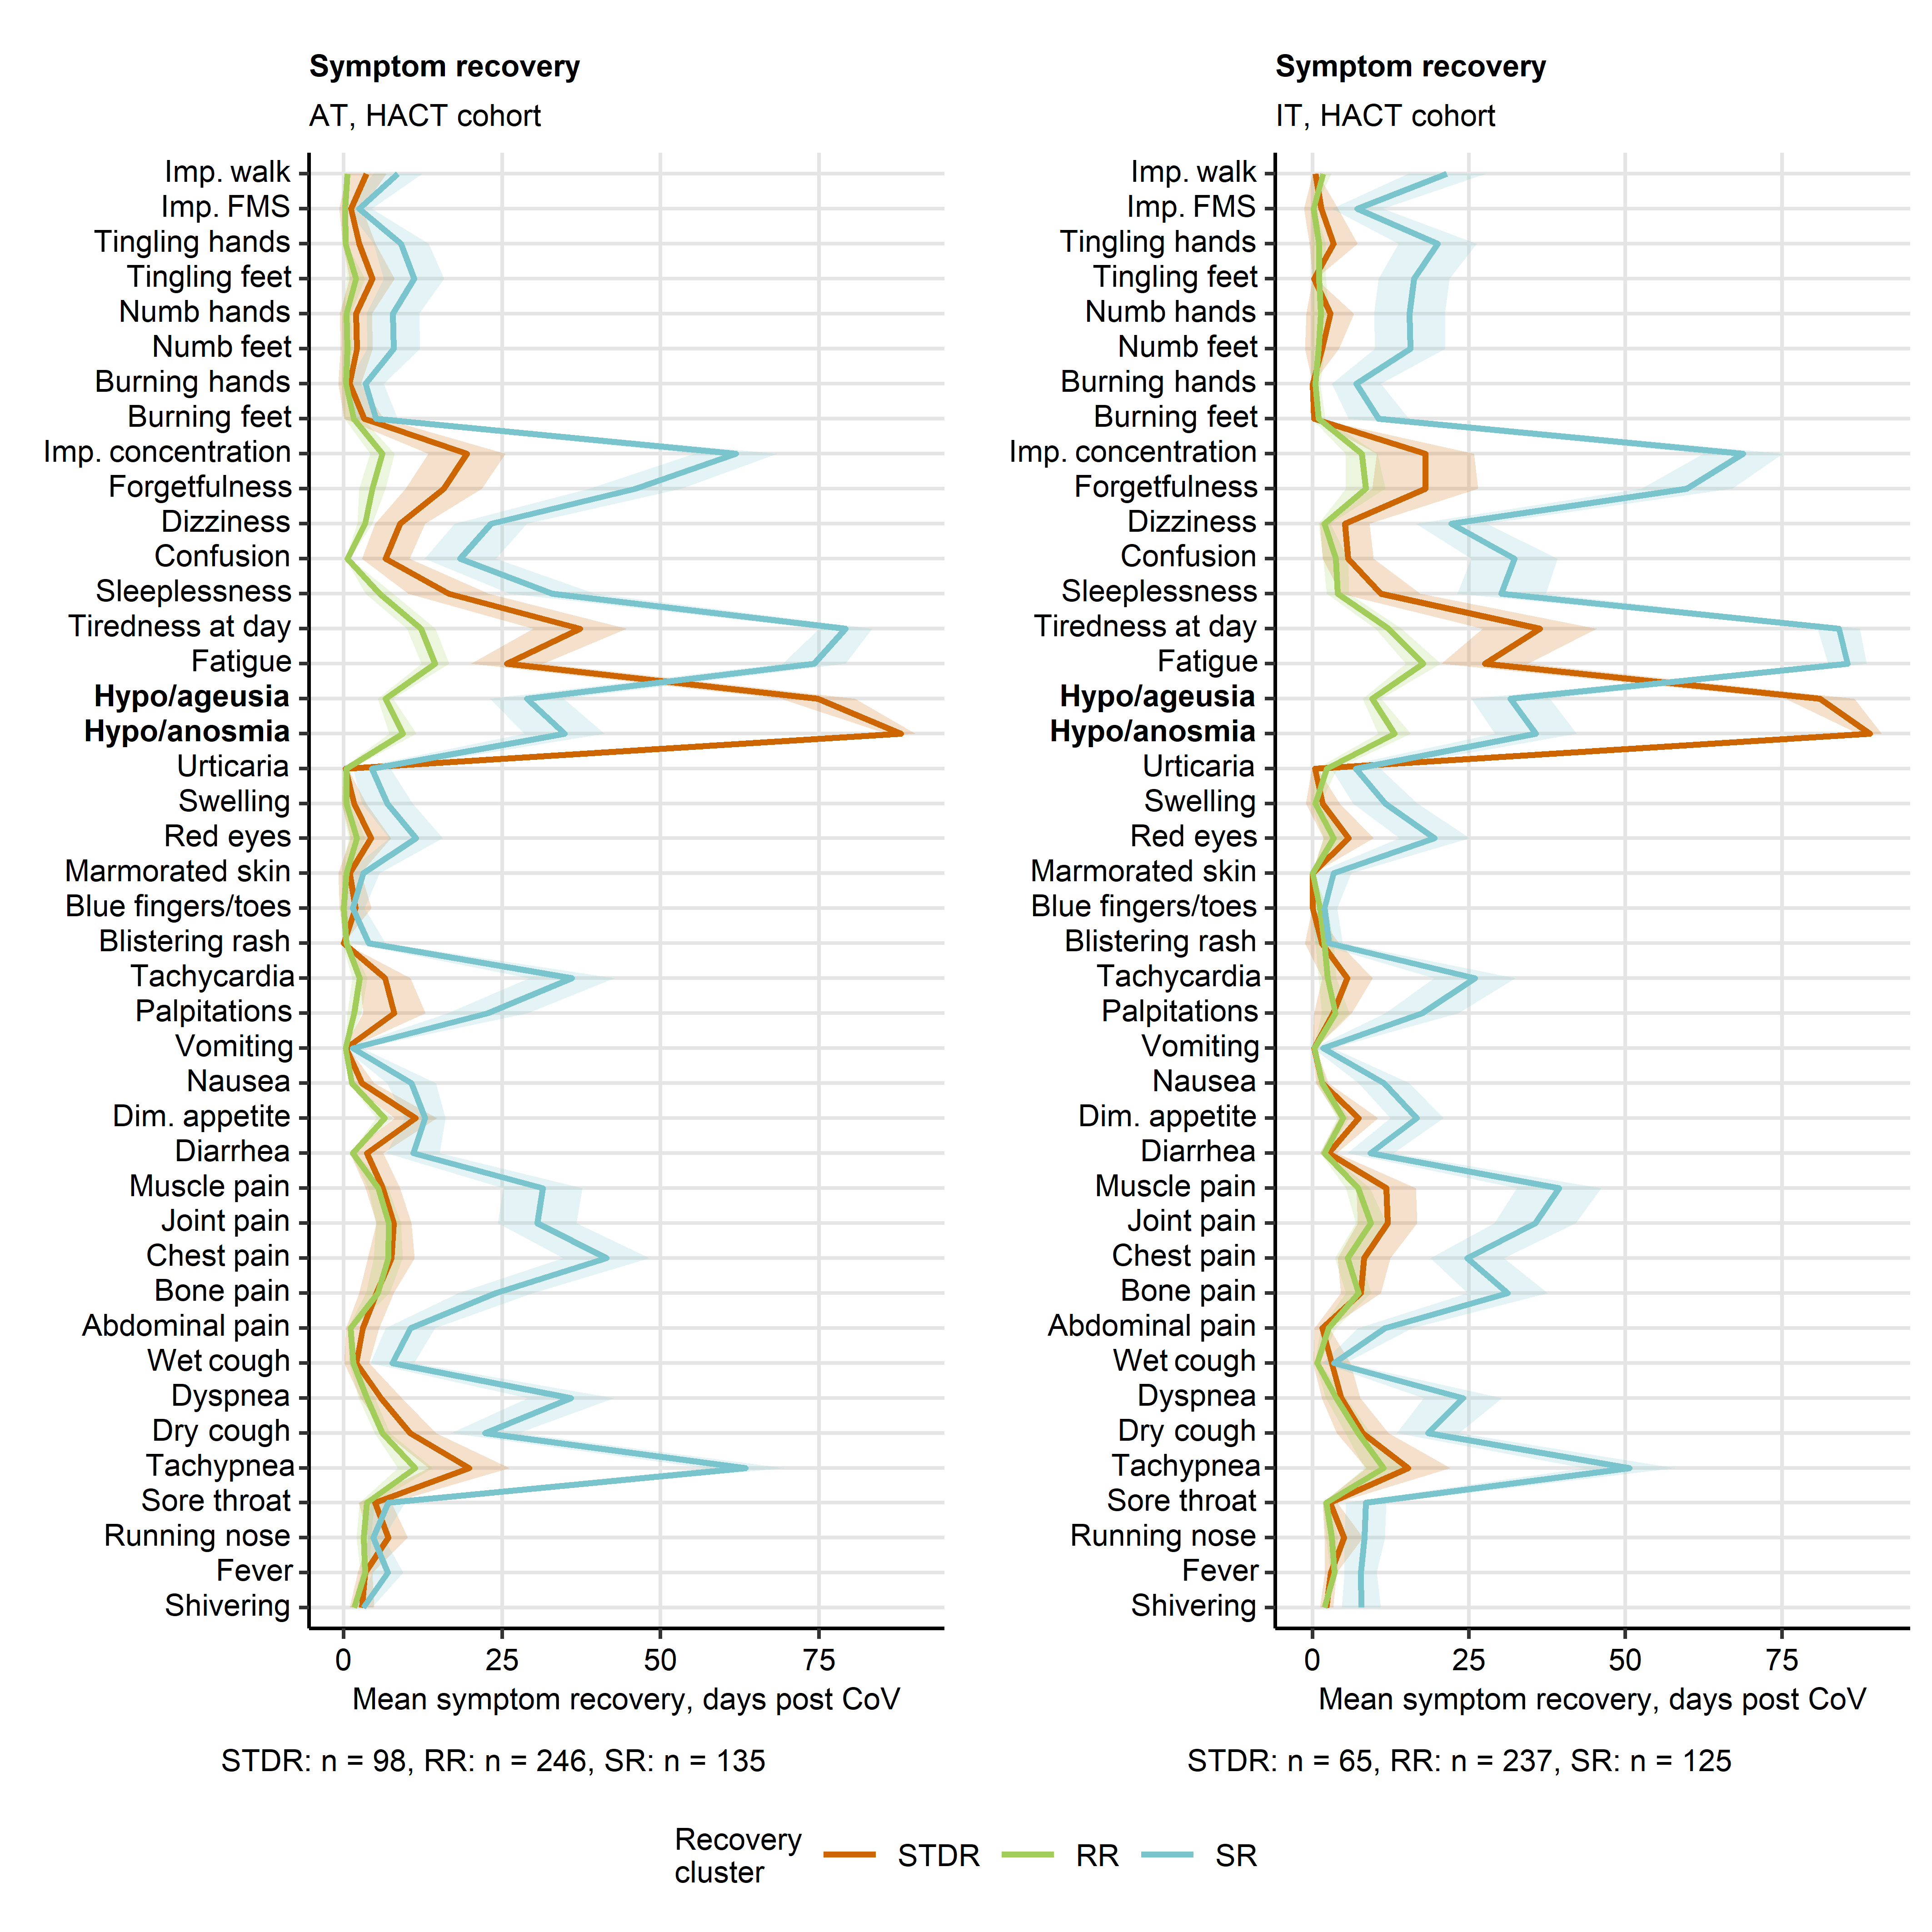 Symptom recovery
AT, HACT cohort
Imp. walk
Imp. FMS
Tingling hands
Tingling feet
Numb hands
Numb feet
Burning hands
Burning feet
Imp. concentration
Forgetfulness
Dizziness
Confusion
Sleeplessness
Tiredness at day
Fatigue
Hypo/ageusia
Hypo/anosmia
Urticaria
Swelling
Red eyes
Marmorated skin
Blue fingers/toes
Blistering rash
Tachycardia
Palpitations
Vomiting
Nausea
Dim. appetite
Diarrhea
Muscle pain
Joint pain
Chest pain
Bone pain
Abdominal pain
Wet cough
Dyspnea
Dry cough
Tachypnea
Sore throat
Running nose
Fever
Shivering
0 25 50 75
Mean symptom recovery, days post CoV
STDR: n = 98, RR: n = 246, SR: n = 135
Symptom recovery
IT, HACT cohort
Imp. walk
Imp. FMS
Tingling hands
Tingling feet
Numb hands
Numb feet
Burning hands
Burning feet
Imp. concentration
Forgetfulness
Dizziness
Confusion
Sleeplessness
Tiredness at day
Fatigue
Hypo/ageusia
Hypo/anosmia
Urticaria
Swelling
Red eyes
Marmorated skin
Blue fingers/toes
Blistering rash
Tachycardia
Palpitations
Vomiting
Nausea
Dim. appetite
Diarrhea
Muscle pain
Joint pain
Chest pain
Bone pain
Abdominal pain
Wet cough
Dyspnea
Dry cough
Tachypnea
Sore throat
Running nose
Fever
Shivering
0 25 50 75
Mean symptom recovery, days post CoV
STDR: n = 65, RR: n = 237, SR: n = 125
Recovery
cluster
STDR RR SR